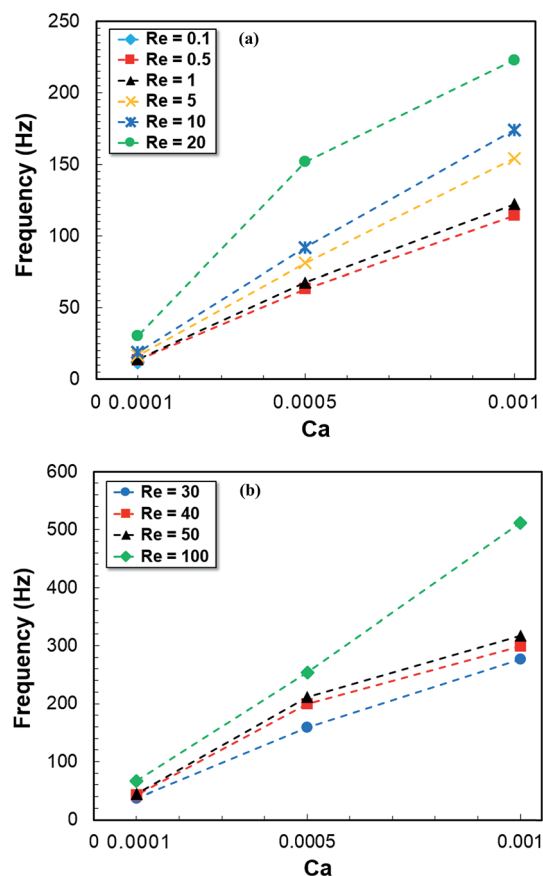 250
200
150
100
50
0
Frequency (Hz)
Re = 0.1
Re = 0.5
Re = 1
Re = 5
Re = 10
Re = 20
(a)
0 0.0001 0.0005 0.001
Ca
600
500
400
300
200
100
0
Frequency (Hz)
Re = 30
Re = 40
Re = 50
Re = 100
(b)
0 0.0001 0.0005 0.001
Ca